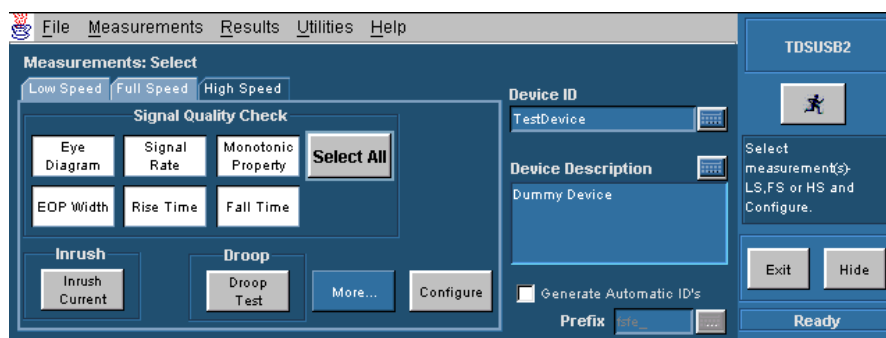 File Measurements Results Utilities Help
TDSUSB2
Measurements: Select
Low Speed Full Speed High Speed
Signal Quality Check
Eye
Diagram
Signal
Rate
Monotonic
Property
Select All
EOP Width Rise Time Fall Time
Inrush
Inrush
Current
Droop
Droop
Test
More...
Configure
Device ID
TestDevice
Device Description
Dummy Device
Generate Automatic ID's
Prefix
...
Select
measurement(s)-
LS,FS or HS and
Configure.
Exit Hide
Ready